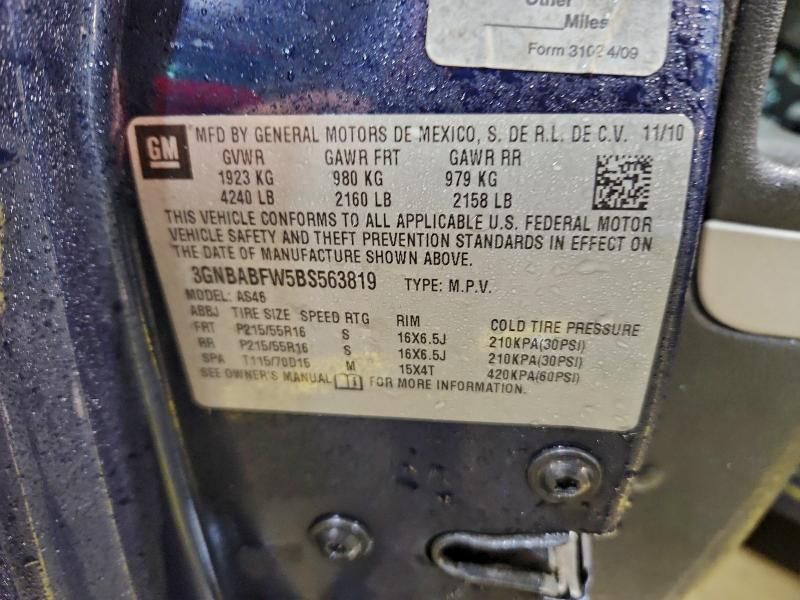 Other
______Miles
Form 3102 4/09
GM
MFD BY GENERAL MOTORS DE MEXICO, S. DE R.L. DE C.V. 11/10
GVWR GAWR FRT GAWR RR
1923 KG 980 KG 979 KG
4240 LB 2160 LB 2158 LB
THIS VEHICLE CONFORMS TO ALL APPLICABLE U.S. FEDERAL MOTOR
VEHICLE SAFETY AND THEFT PREVENTION STANDARDS IN EFFECT ON
THE DATE OF MANUFACTURE SHOWN ABOVE.
3GNBABFW5BS563819 TYPE: M.P.V.
MODEL: AS46
ABBJ TIRE SIZE SPEED RTG RIM COLD TIRE PRESSURE
FRT P215/55R16 S 16X6.5J 210KPA(30PSI)
RR P215/55R16 S 16X6.5J 210KPA(30PSI)
SPA T115/70D15 M 15X4T 420KPA(60PSI)
SEE OWNER'S MANUAL FOR MORE INFORMATION.